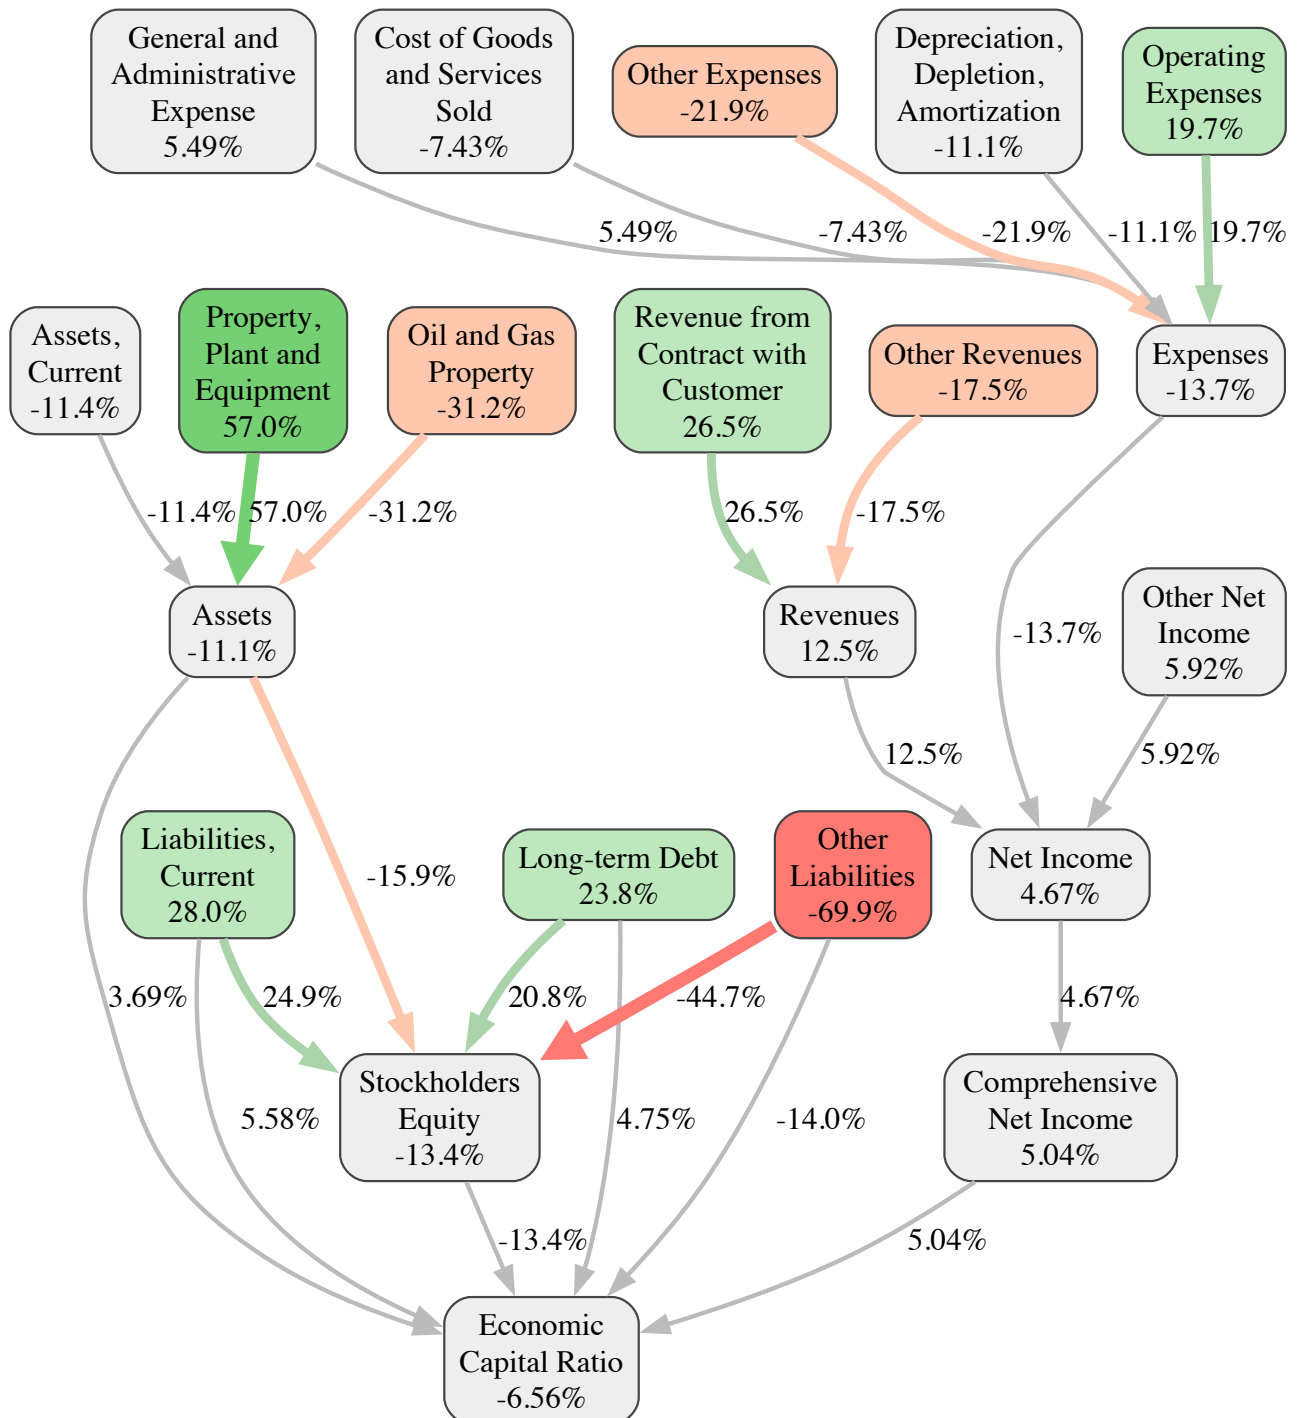 General and
Administrative
Expense
5.49%
Cost of Goods
and Services
Sold
-7.43%
Other Expenses
-21.9%
Depreciation,
Depletion,
Amortization
-11.1%
Operating
Expenses
19.7%
5.49%
-7.43%
-21.9%
-11.1%
19.7%
Assets,
Current
-11.4%
Property,
Plant and
Equipment
57.0%
Oil and Gas
Property
-31.2%
Revenue from
Contract with
Customer
26.5%
Other Revenues
-17.5%
Expenses
-13.7%
-11.4%
57.0%
-31.2%
26.5%
-17.5%
Assets
-11.1%
Revenues
12.5%
-13.7%
Other Net
Income
5.92%
12.5%
5.92%
Liabilities,
Current
28.0%
-15.9%
Long-term Debt
23.8%
Other
Liabilities
-69.9%
Net Income
4.67%
3.69%
24.9%
20.8%
-44.7%
4.67%
5.58%
Stockholders
Equity
-13.4%
4.75%
-14.0%
Comprehensive
Net Income
5.04%
-13.4%
5.04%
Economic
Capital Ratio
-6.56%